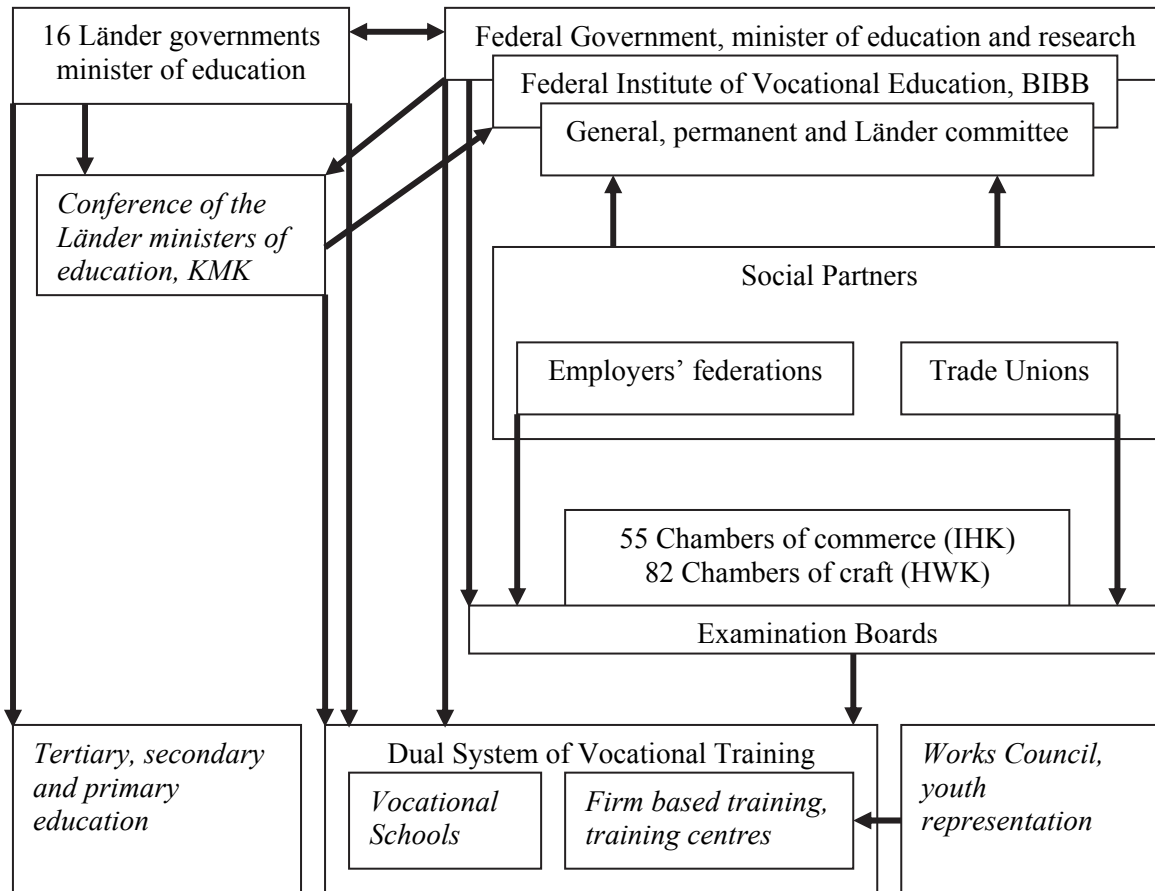 16 Länder governments
minister of education
Federal Government, minister of education and research
Federal Institute of Vocational Education, BIBB
General, permanent and Länder committee
Conference of the
Länder ministers of
education, KMK
Social Partners
Employers’ federations
Trade Unions
55 Chambers of commerce (IHK)
82 Chambers of craft (HWK)
Examination Boards
Tertiary, secondary
and primary
education
Dual System of Vocational Training
Vocational
Schools
Firm based training,
training centres
Works Council,
youth
representation